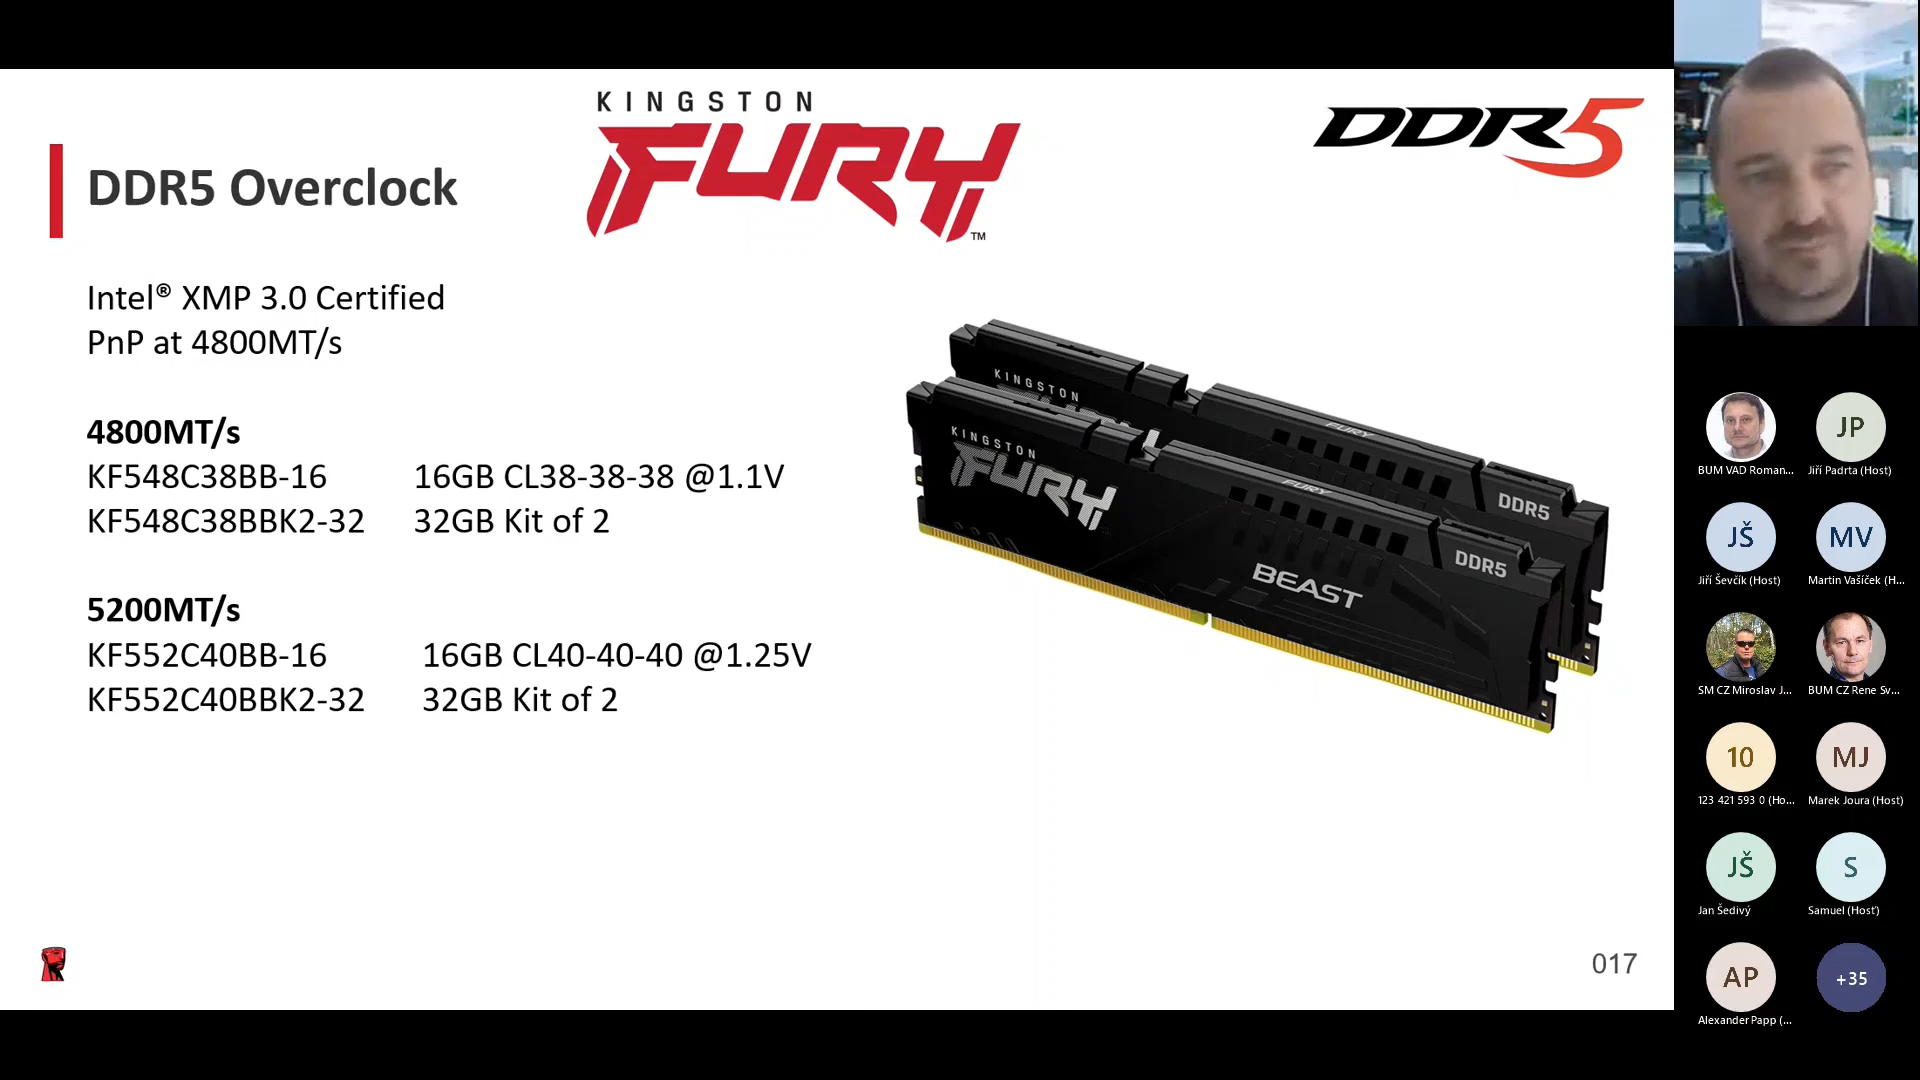 KINGSTON
FURY
TM
DDR5
DDR5 Overclock
Intel® XMP 3.0 Certified
PnP at 4800MT/s
4800MT/s
KF548C38BB-16 16GB CL38-38-38 @1.1V
KF548C38BBK2-32 32GB Kit of 2
5200MT/s
KF552C40BB-16 16GB CL40-40-40 @1.25V
KF552C40BBK2-32 32GB Kit of 2
KINGSTON
FURY
DDR5
KINGSTON
FURY
FURY
BEAST
DDR5
017
BUM VAD Roman...
JP
Jiří Padrta (Host)
JŠ
Jiří Ševčík (Host)
MV
Martin Vašíček (H...
SM CZ Miroslav J...
BUM CZ Rene Sv...
10
123 421 593 0 (Ho...
MJ
Marek Joura (Host)
JŠ
Jan Šedivý
S
Samuel (Hosť)
AP
Alexander Papp (...
+35